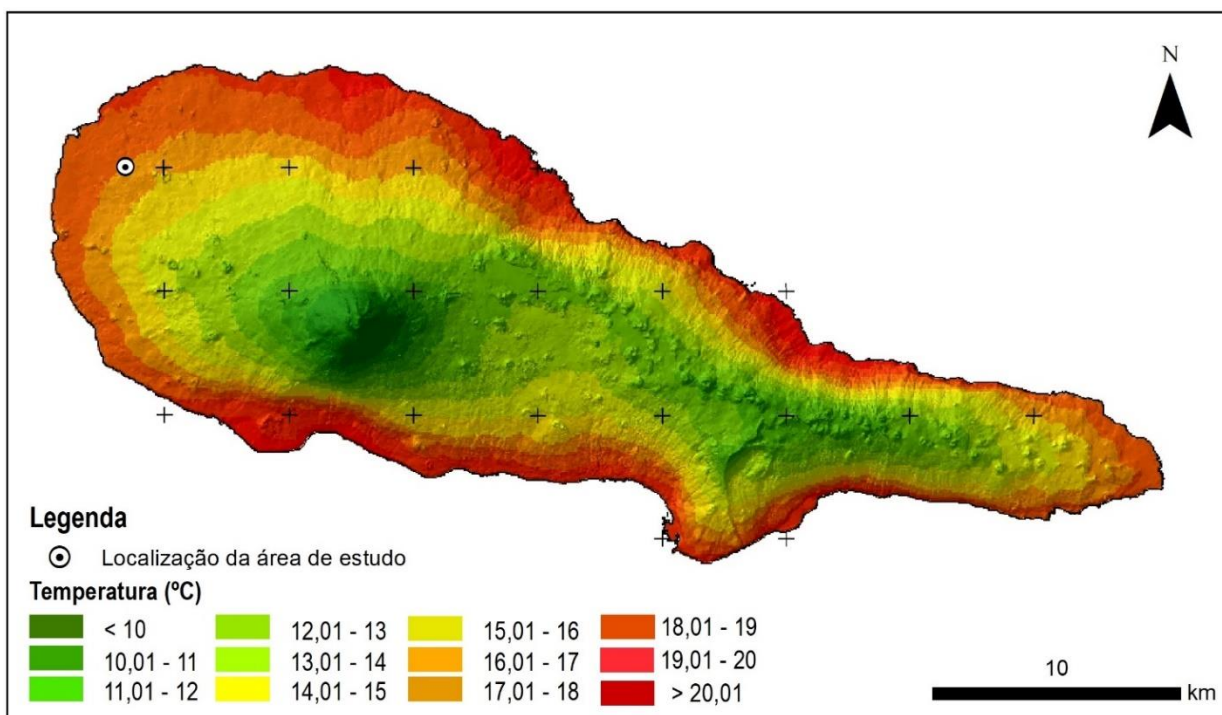 N
Legenda
Localização da área de estudo
Temperatura (ºC)
< 10
12,01 - 13
15,01 - 16
18,01 - 19
10,01 - 11
13,01 - 14
16,01 - 17
19,01 - 20
11,01 - 12
14,01 - 15
17,01 - 18
> 20,01
10
km